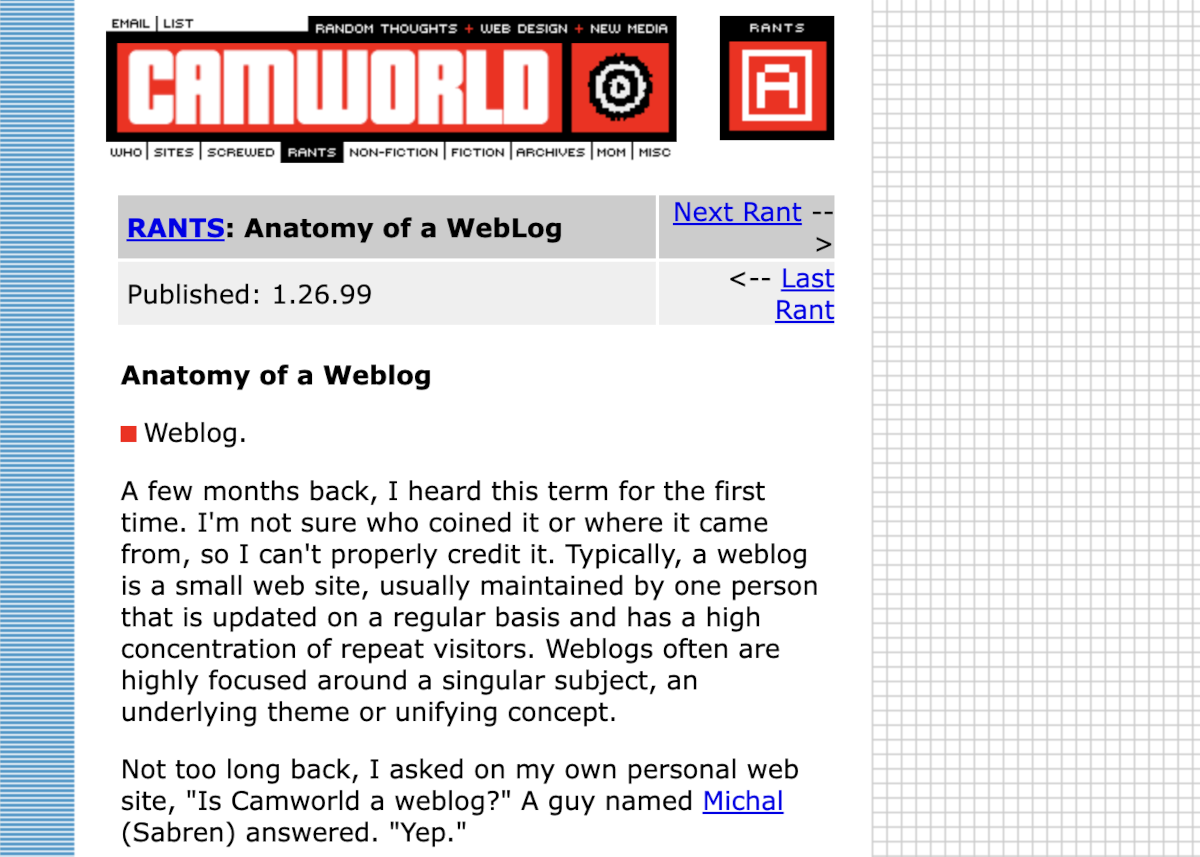 EMAIL | LIST
RANDOM THOUGHTS + WEB DESIGN + NEW MEDIA
CAMWORLD
WHO | SITES | SCREWED | RANTS | NON-FICTION | FICTION | ARCHIVES | MOM | MISC
RANTS
A
RANTS: Anatomy of a WebLog
Next Rant --
>
Published: 1.26.99
<-- Last
Rant
Anatomy of a Weblog
Weblog.
A few months back, I heard this term for the first
time. I'm not sure who coined it or where it came
from, so I can't properly credit it. Typically, a weblog
is a small web site, usually maintained by one person
that is updated on a regular basis and has a high
concentration of repeat visitors. Weblogs often are
highly focused around a singular subject, an
underlying theme or unifying concept.
Not too long back, I asked on my own personal web
site, "Is Camworld a weblog?" A guy named Michal
(Sabren) answered. "Yep."